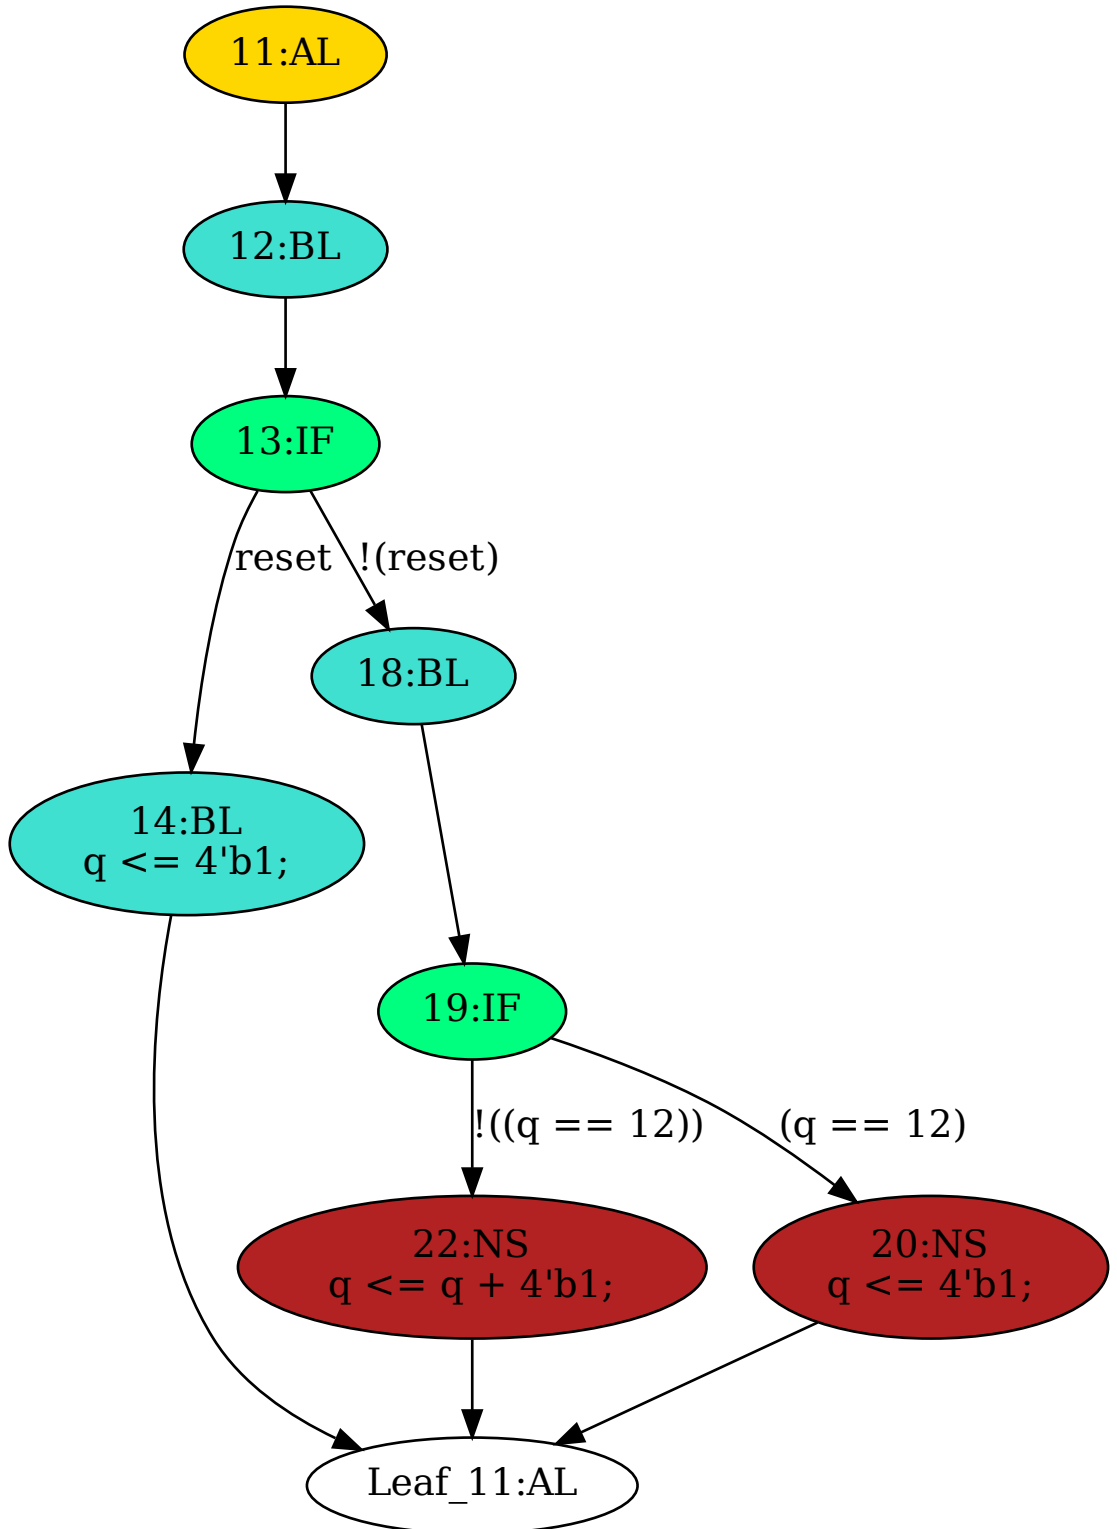 11:AL
12:BL
13:IF
reset
!(reset)
18:BL
14:BL
q <= 4'b1;
19:IF
!((q == 12))
(q == 12)
22:NS
q <= q + 4'b1;
20:NS
q <= 4'b1;
Leaf_11:AL